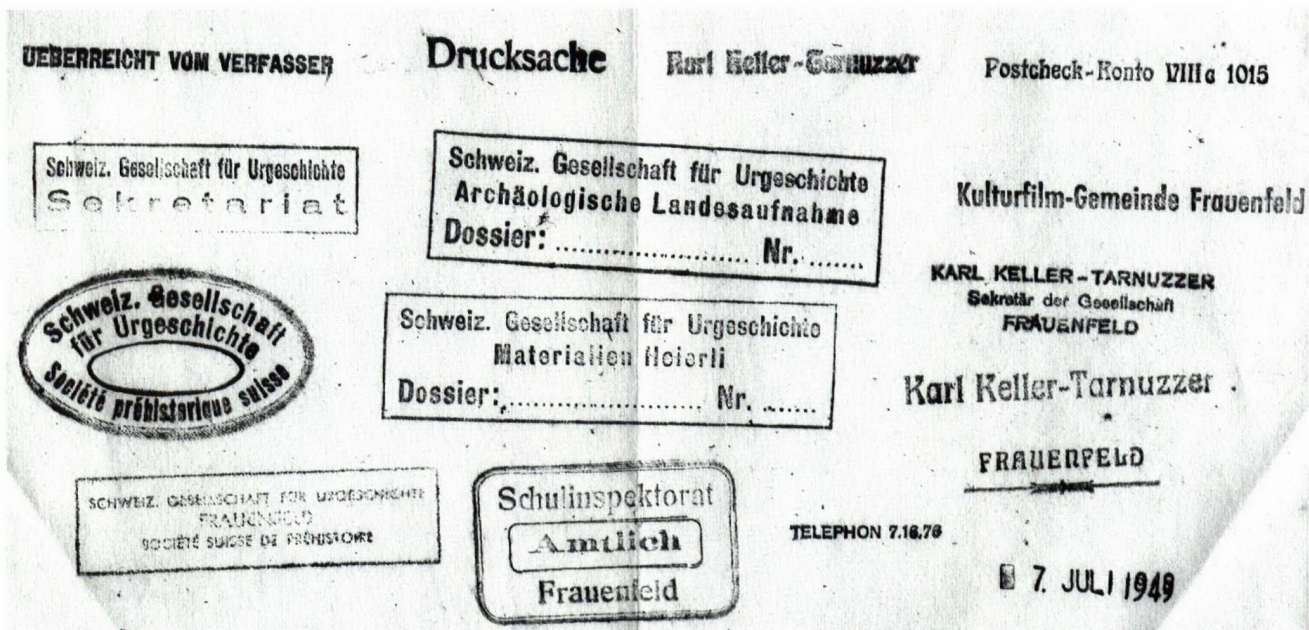 UEBERREICHT VOM VERFASSER
Drucksache
Karl Keller-Tarnuzzer
Postcheck-Konto VIIIc 1015
Schweiz. Gesellschaft für Urgeschichte
Sekretariat
Schweiz. Gesellschaft für Urgeschichte
Archäologische Landesaufnahme
Dossier: .......................... Nr. ........
Kulturfilm-Gemeinde Frauenfeld
Schweiz. Gesellschaft
für Urgeschichte
Société préhistorique suisse
Schweiz. Gesellschaft für Urgeschichte
Materialien Heierli
Dossier: .......................... Nr. .......
KARL KELLER-TARNUZZER
Sekretär der Gesellschaft
FRAUENFELD
Karl Keller-Tarnuzzer
FRAUENFELD
SCHWEIZ. GESELLSCHAFT FÜR URGESCHICHTE
FRAUENFELD
SOCIÉTÉ SUISSE DE PRÉHISTOIRE
Schulinspektorat
Amtlich
Frauenfeld
TELEPHON 7.16.76
7. JULI 1949